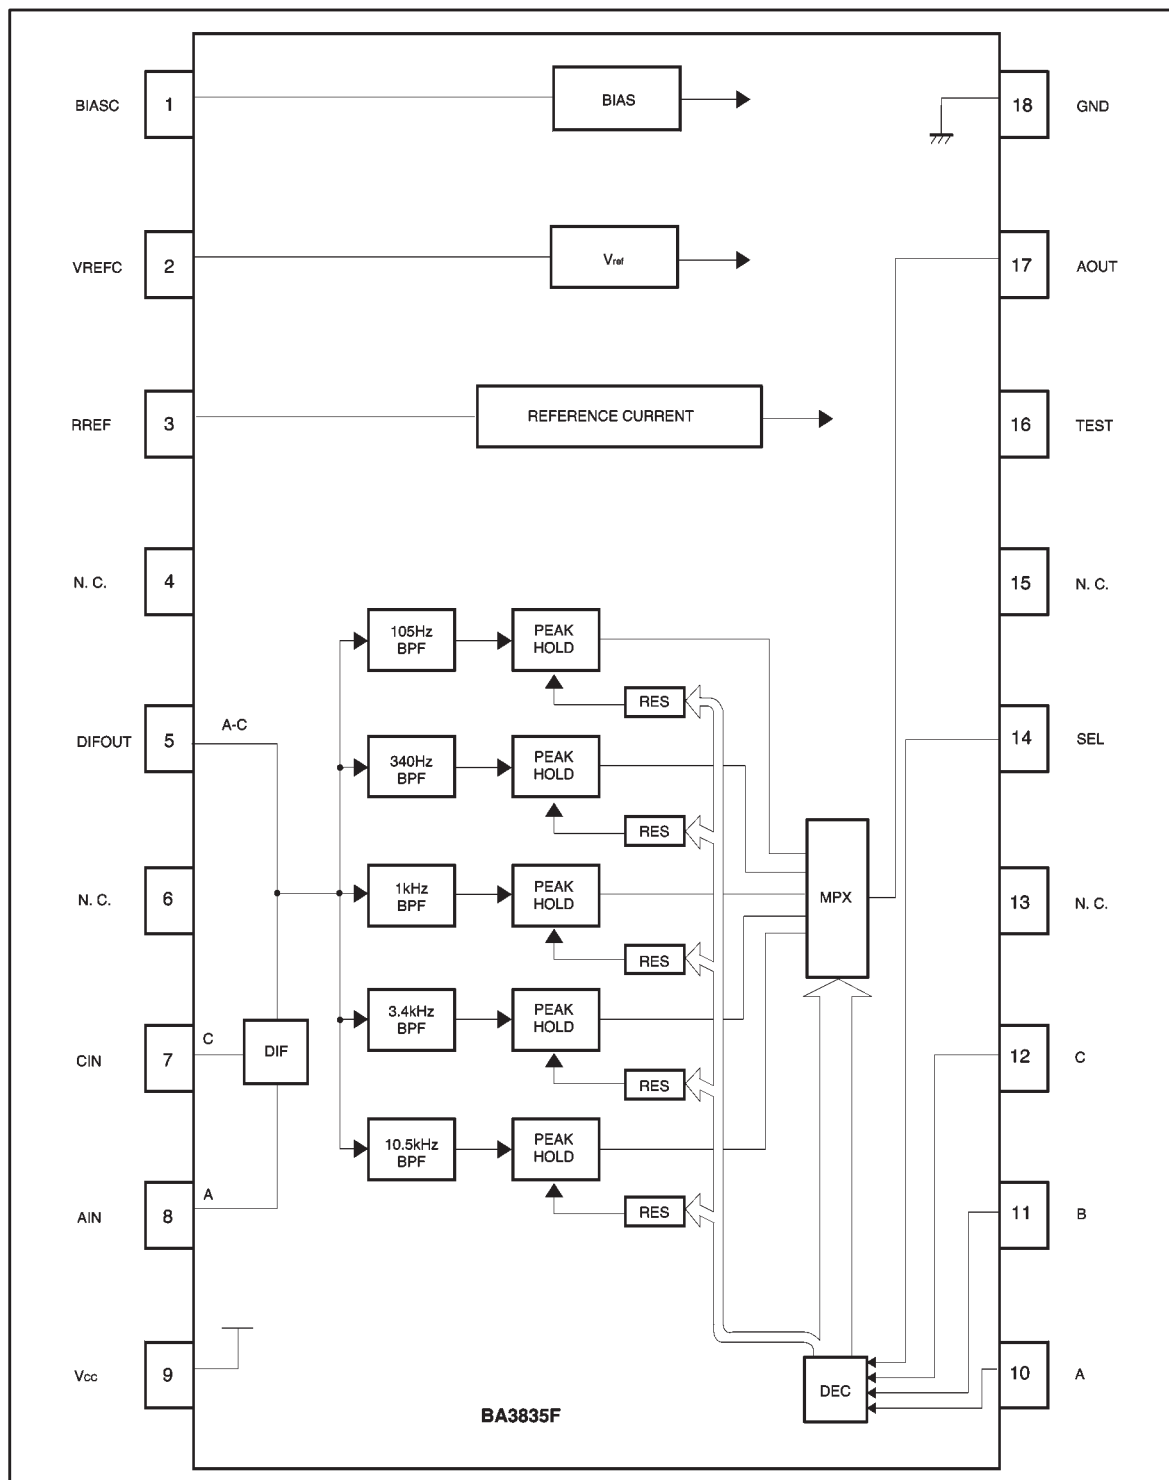 BIASC 1 BIAS 18 GND
VREFC 2 Vref 17 AOUT
RREF 3 REFERENCE CURRENT 16 TEST
N. C. 4 15 N. C.
105Hz BPF
PEAK HOLD
RES
A-C
DIFOUT 5 14 SEL
340Hz BPF
PEAK HOLD
RES
N. C. 6 13 N. C.
1kHz BPF
PEAK HOLD
MPX
RES
3.4kHz BPF
PEAK HOLD
C
CIN 7 DIF 12 C
RES
10.5kHz BPF
PEAK HOLD
A
AIN 8 11 B
RES
Vcc 9 DEC 10 A
BA3835F